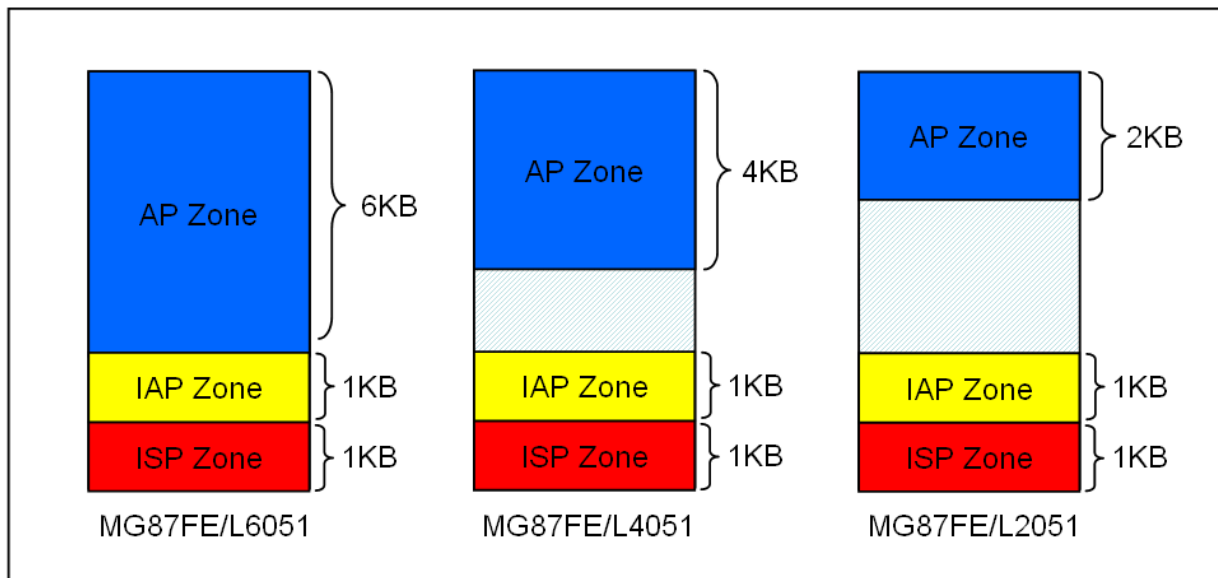 AP Zone
6KB
IAP Zone
1KB
ISP Zone
1KB
MG87FE/L6051
AP Zone
4KB
IAP Zone
1KB
ISP Zone
1KB
MG87FE/L4051
AP Zone
2KB
IAP Zone
1KB
ISP Zone
1KB
MG87FE/L2051